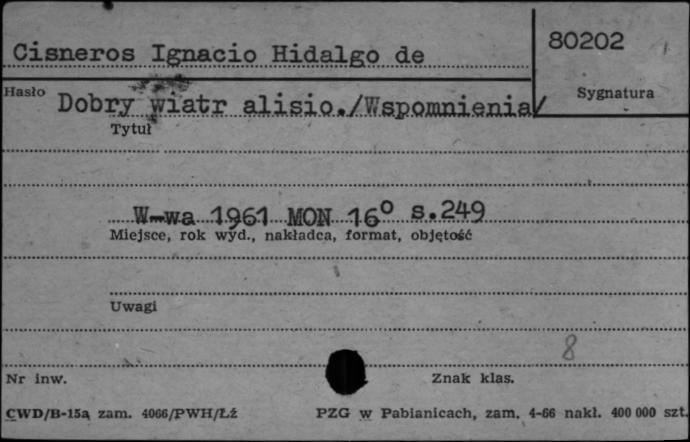 Cisneros Ignacio Hidalgo de
80202
Hasło
Sygnatura
Dobry wiatr alisio./Wspomnienia/
Tytuł
W-wa 1961 MON 16° s.249
Miejsce, rok wyd., nakładca, format, objętość
Uwagi
8
Nr inw.
Znak klas.
CWD/B-15a zam. 4066/PWH/Łź
PZG w Pabianicach, zam. 4-66 nakł. 400 000 szt.